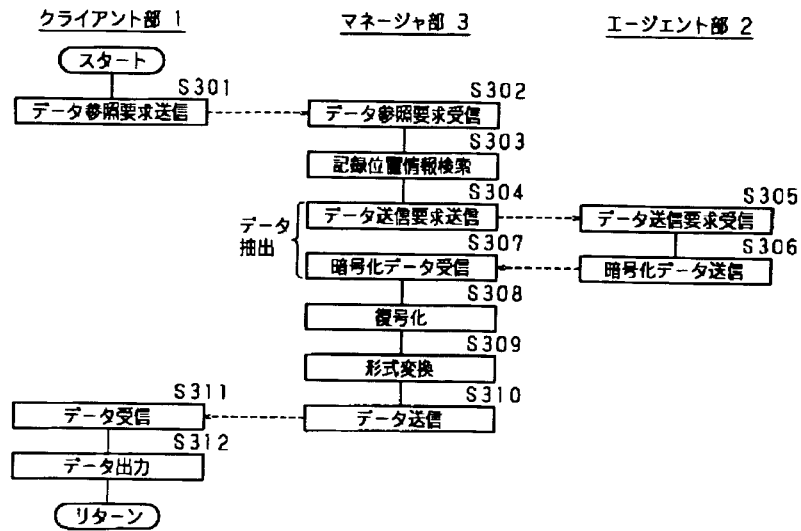 クライアント部 1
マネージャ部 3
エージェント部 2
スタート
S301
データ参照要求送信
S302
データ参照要求受信
S303
記録位置情報検索
S304
データ送信要求送信
S305
データ送信要求受信
データ
抽出
S307
暗号化データ受信
S306
暗号化データ送信
S308
復号化
S309
形式変換
S310
データ送信
S311
データ受信
S312
データ出力
リターン